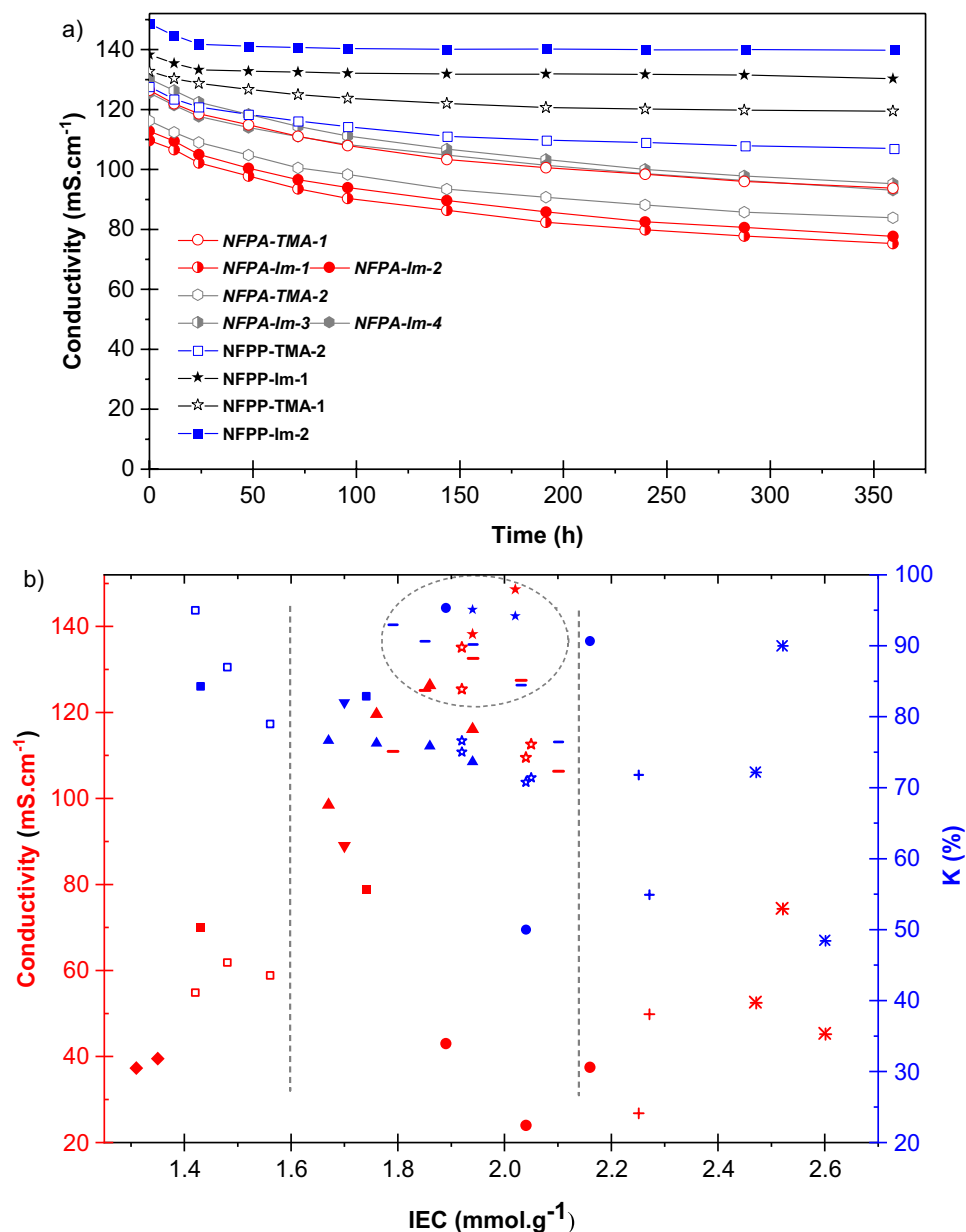 a)
140
120
100
80
60
40
20
0
Conductivity (mS.cm-1)
NFPA-TMA-1
NFPA-Im-1 NFPA-Im-2
NFPA-TMA-2
NFPA-Im-3 NFPA-Im-4
NFPP-TMA-2
NFPP-Im-1
NFPP-TMA-1
NFPP-Im-2
0 50 100 150 200 250 300 350
Time (h)
b)
140
120
100
80
60
40
20
Conductivity (mS.cm-1)
100
90
80
70
60
50
40
30
20
K (%)
1.4 1.6 1.8 2.0 2.2 2.4 2.6
IEC (mmol.g-1)